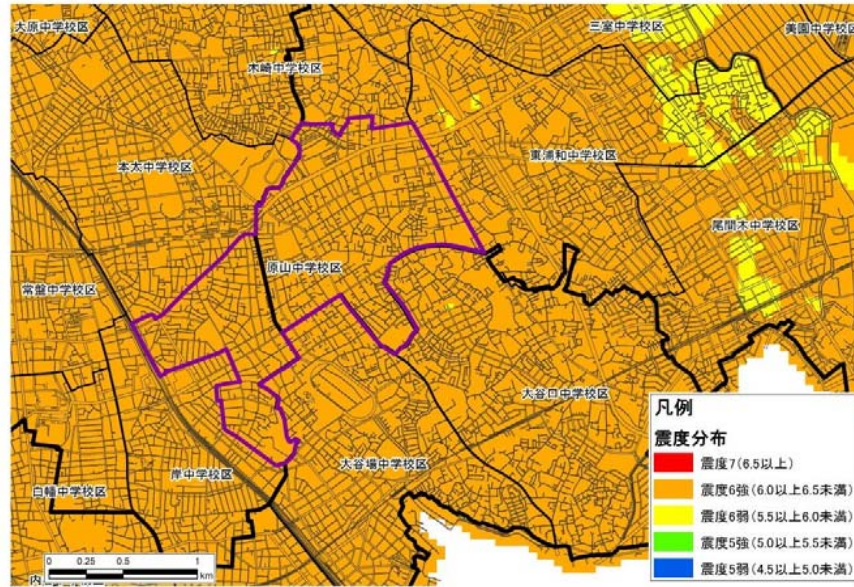 大原中学校区
三室中学校区
美園中学校区
木崎中学校区
本太中学校区
東浦和中学校区
尾間木中学校区
原山中学校区
常盤中学校区
大谷口中学校区
大谷場中学校区
岸中学校区
白幡中学校区
内
0 0.25 0.5 1
km
凡例
震度分布
震度7(6.5以上)
震度6強(6.0以上6.5未満)
震度6弱(5.5以上6.0未満)
震度5強(5.0以上5.5未満)
震度5弱(4.5以上5.0未満)